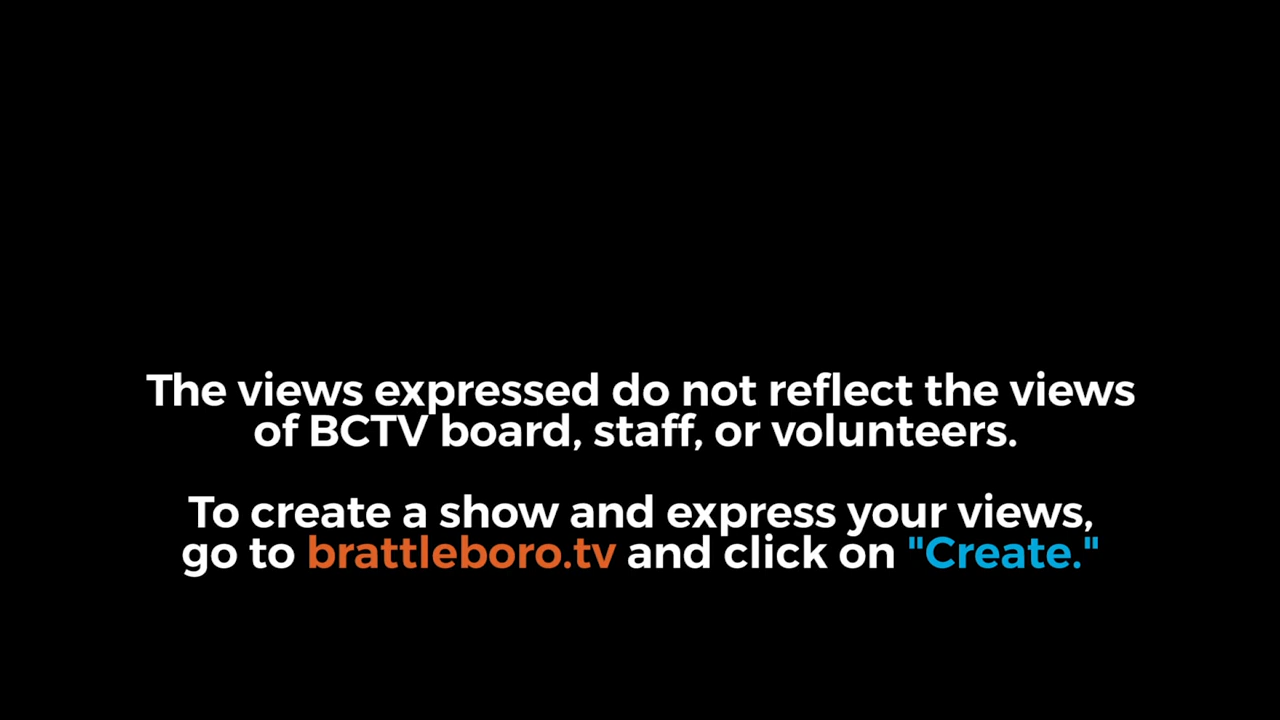 The views expressed do not reflect the views
of BCTV board, staff, or volunteers.
To create a show and express your views,
go to brattleboro.tv and click on "Create."